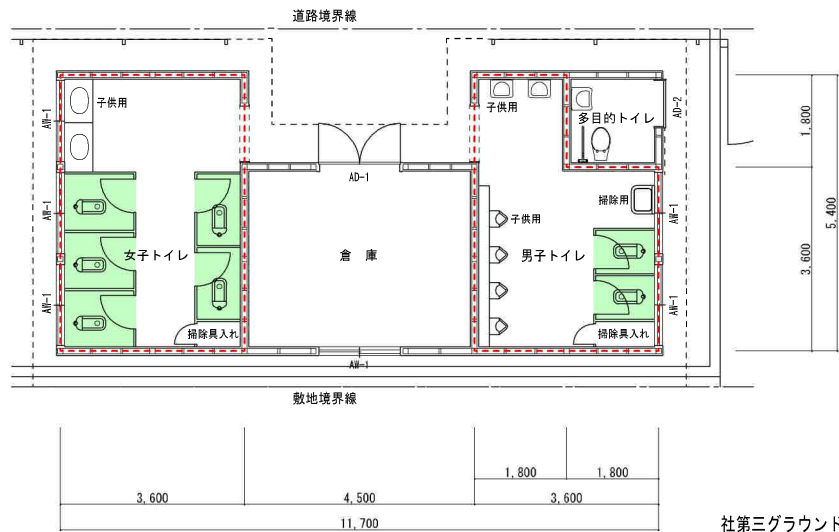 道路境界線
子供用
子供用
多目的トイレ
AD-2
AW-1
1,800
AD-1
掃除用
5,400
AW-1
子供用
AW-1
女子トイレ
倉 庫
男子トイレ
3,600
AW-1
AW-1
掃除具入れ
掃除具入れ
AW-1
敷地境界線
1,800
1,800
3,600
4,500
3,600
11,700
社第三グラウンド